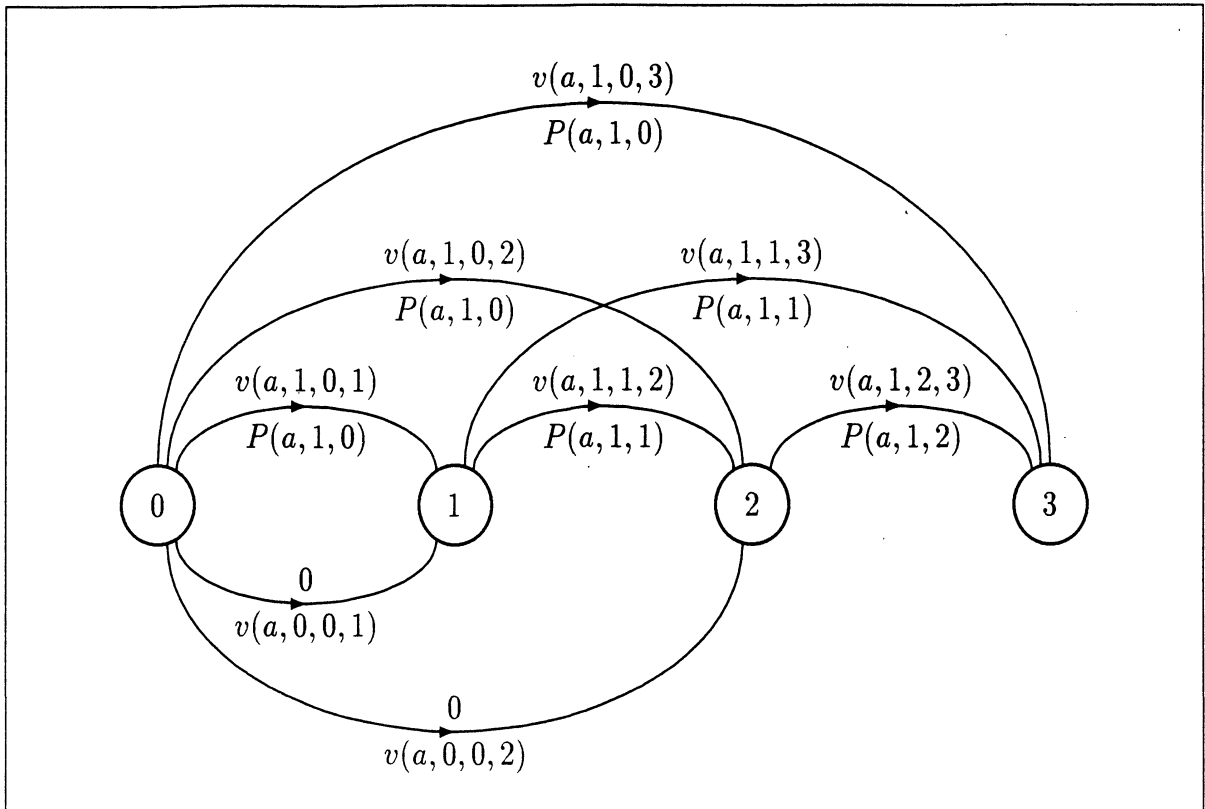 v(a, 1, 0, 3)
P(a, 1, 0)
v(a, 1, 0, 2) v(a, 1, 1, 3)
P(a, 1, 0) P(a, 1, 1)
v(a, 1, 0, 1) v(a, 1, 1, 2) v(a, 1, 2, 3)
P(a, 1, 0) P(a, 1, 1) P(a, 1, 2)
0 1 2 3
0
v(a, 0, 0, 1)
0
v(a, 0, 0, 2)